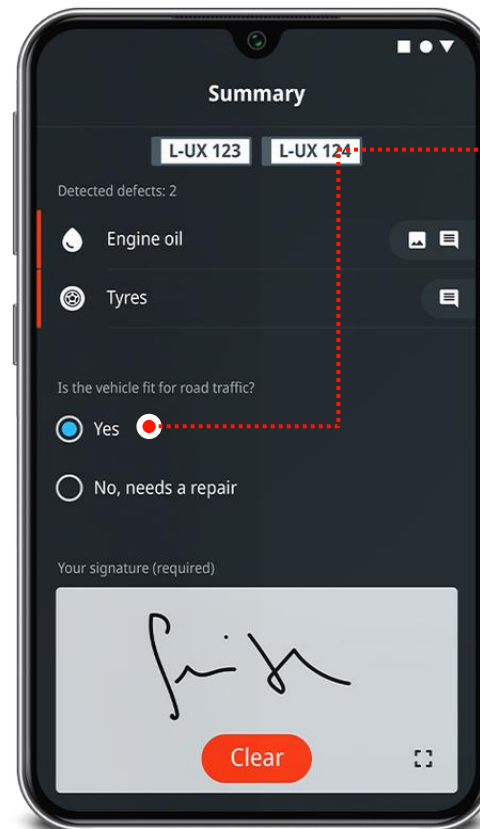 Summary
L-UX 123 L-UX 124
Detected defects: 2
Engine oil
Tyres
Is the vehicle fit for road traffic?
Yes
No, needs a repair
Your signature (required)
Clear